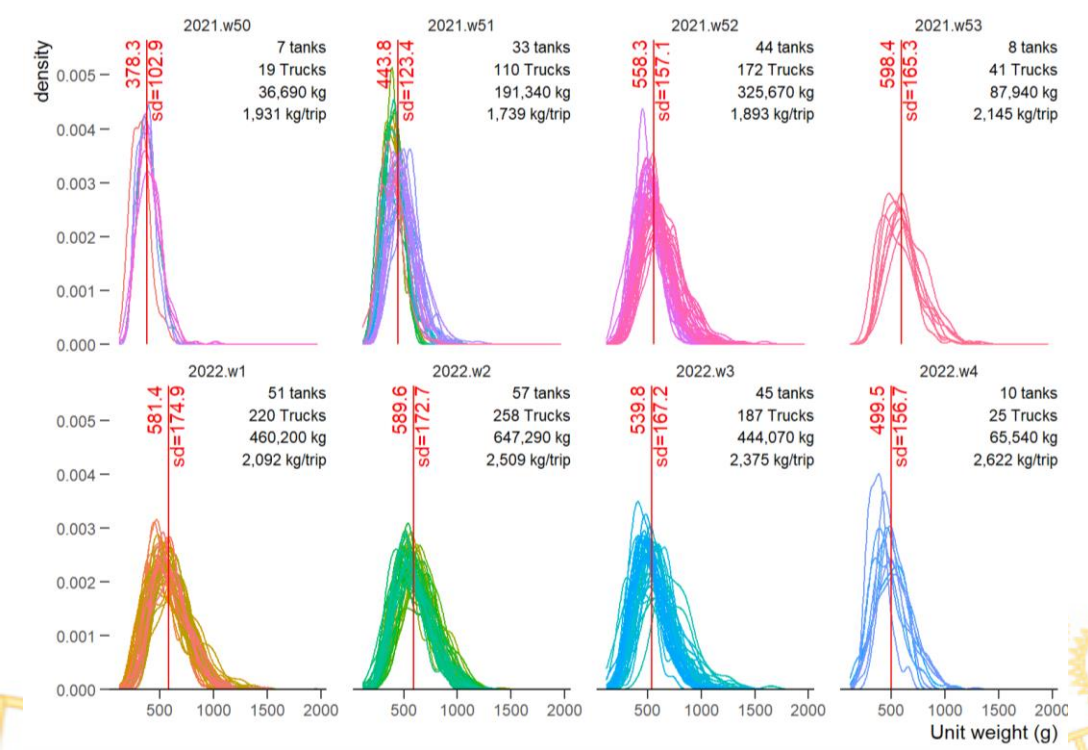 density
2021.w50
378.3
sd=102.9
7 tanks
19 Trucks
36,690 kg
1,931 kg/trip
2021.w51
443.8
sd=123.4
33 tanks
110 Trucks
191,340 kg
1,739 kg/trip
2021.w52
558.3
sd=157.1
44 tanks
172 Trucks
325,670 kg
1,893 kg/trip
2021.w53
598.4
sd=165.3
8 tanks
41 Trucks
87,940 kg
2,145 kg/trip
0.005
0.004
0.003
0.002
0.001
0.000
2022.w1
581.4
sd=174.9
51 tanks
220 Trucks
460,200 kg
2,092 kg/trip
2022.w2
589.6
sd=172.7
57 tanks
258 Trucks
647,290 kg
2,509 kg/trip
2022.w3
539.8
sd=167.2
45 tanks
187 Trucks
444,070 kg
2,375 kg/trip
2022.w4
499.5
sd=156.7
10 tanks
25 Trucks
65,540 kg
2,622 kg/trip
0.005
0.004
0.003
0.002
0.001
0.000
500 1000 1500 2000
500 1000 1500 2000
500 1000 1500 2000
500 1000 1500 2000
Unit weight (g)